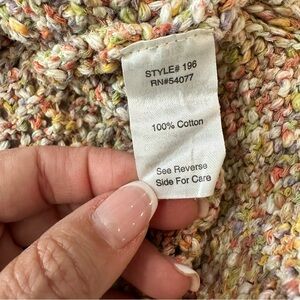 STYLE# 196
RN#54077
100% Cotton
See Reverse
Side For Care